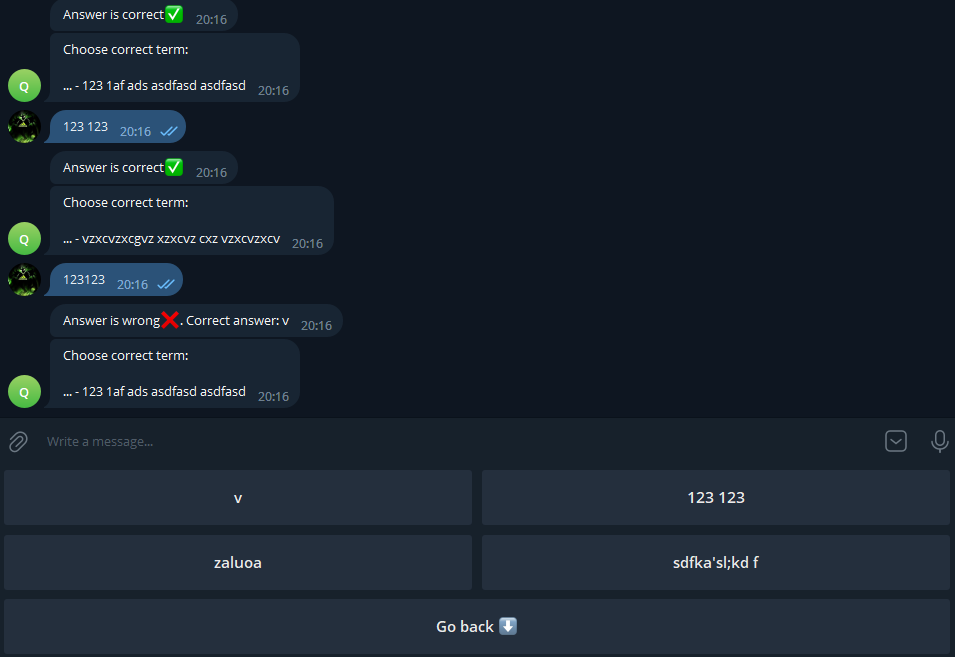 Answer is correct✅ 20:16
Choose correct term:
... - 123 1af ads asdfasd asdfasd 20:16
Q
123 123 20:16
Answer is correct✅ 20:16
Choose correct term:
... - vzxcvzxcgvz xzxcvz cxz vzxcvzxcv 20:16
Q
123123 20:16
Answer is wrong❌. Correct answer: v 20:16
Choose correct term:
... - 123 1af ads asdfasd asdfasd 20:16
Q
Write a message...
v
123 123
zaluoa
sdfka'sl;kd f
Go back ⬇️